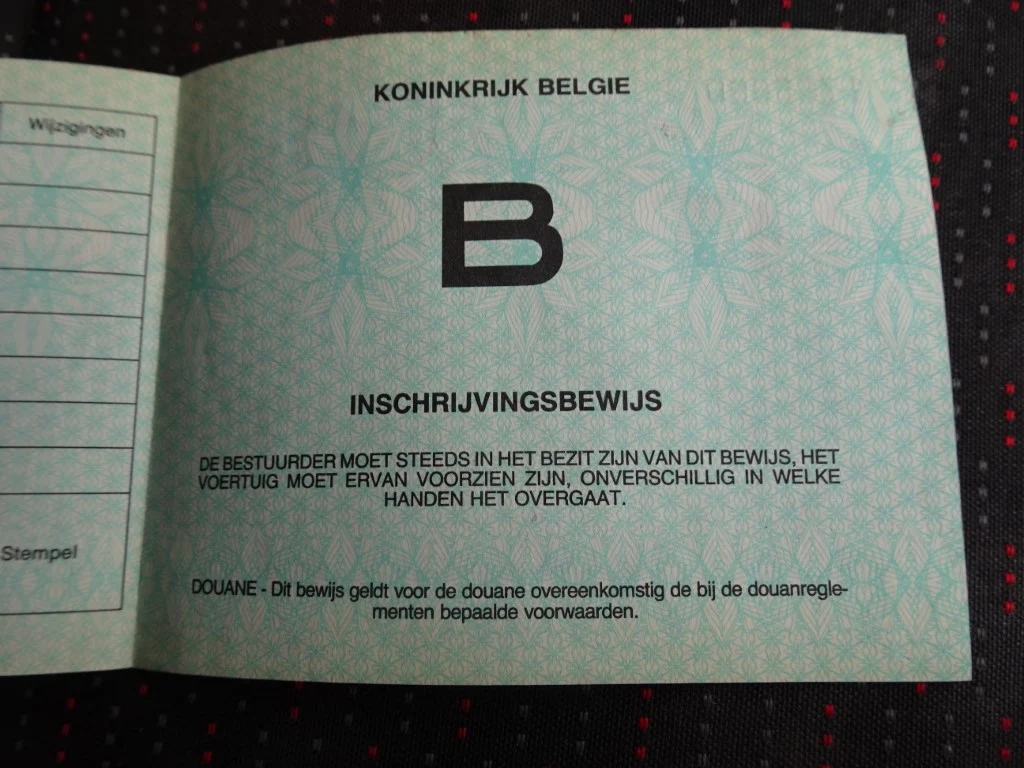 Wijzigingen
Stempel
KONINKRIJK BELGIE
B
INSCHRIJVINGSBEWIJS
DE BESTUURDER MOET STEEDS IN HET BEZIT ZIJN VAN DIT BEWIJS, HET
VOERTUIG MOET ERVAN VOORZIEN ZIJN, ONVERSCHILLIG IN WELKE
HANDEN HET OVERGAAT.
DOUANE - Dit bewijs geldt voor de douane overeenkomstig de bij de douanregle-
menten bepaalde voorwaarden.